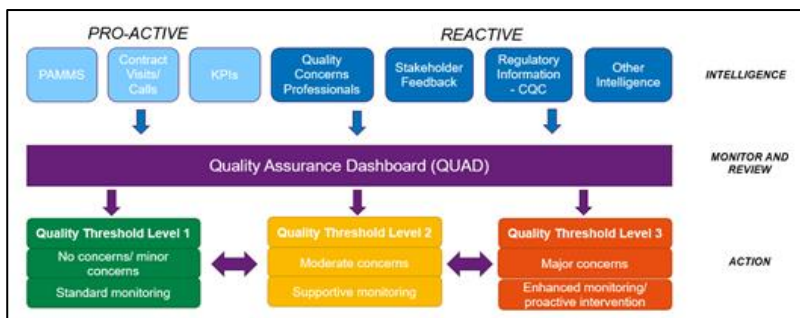 PRO-ACTIVE
REACTIVE
PAMMS
Contract
Visits/
Calls
KPIs
Quality
Concerns
Professionals
Stakeholder
Feedback
Regulatory
Information
- CQC
Other
Intelligence
INTELLIGENCE
Quality Assurance Dashboard (QUAD)
MONITOR AND
REVIEW
Quality Threshold Level 1
No concerns/ minor
concerns
Standard monitoring
Quality Threshold Level 2
Moderate concerns
Supportive monitoring
Quality Threshold Level 3
Major concerns
Enhanced monitoring/
proactive intervention
ACTION